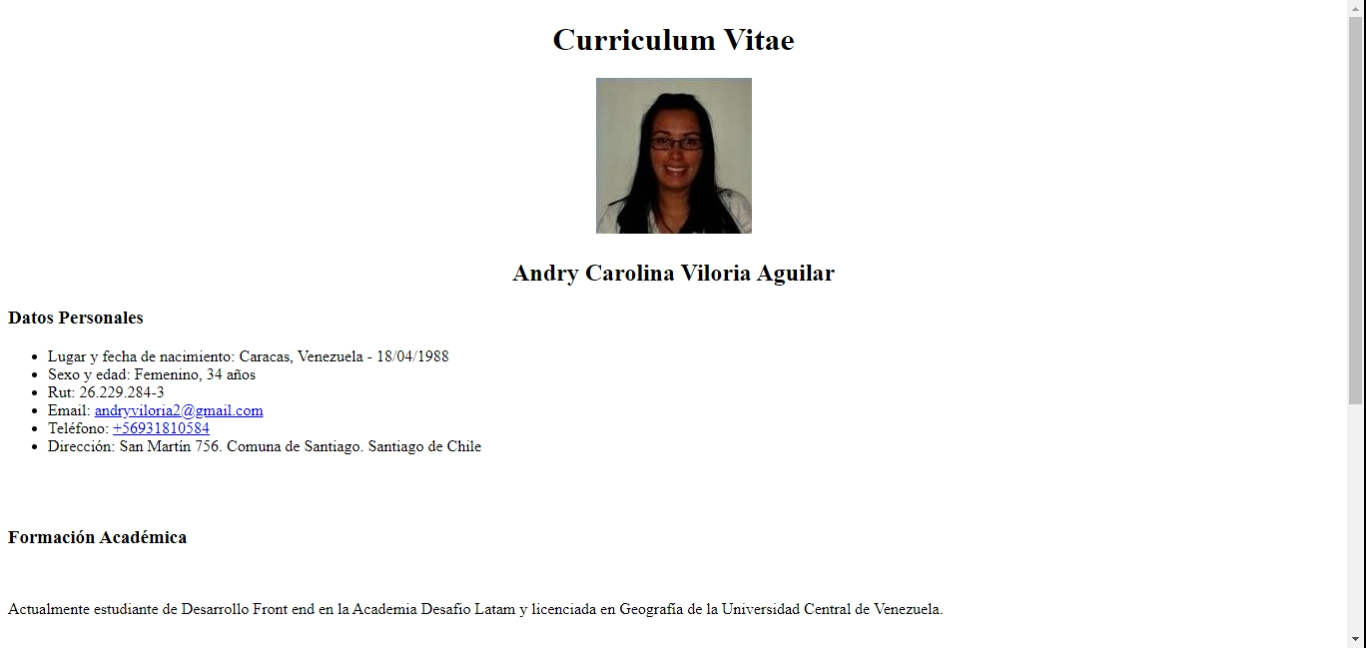 Curriculum Vitae
Andry Carolina Viloria Aguilar
Datos Personales
• Lugar y fecha de nacimiento: Caracas, Venezuela - 18/04/1988
• Sexo y edad: Femenino, 34 años
• Rut: 26.229.284-3
• Email: andryviloria2@gmail.com
• Teléfono: +56931810584
• Dirección: San Martín 756. Comuna de Santiago. Santiago de Chile
Formación Académica
Actualmente estudiante de Desarrollo Front end en la Academia Desafio Latam y licenciada en Geografía de la Universidad Central de Venezuela.